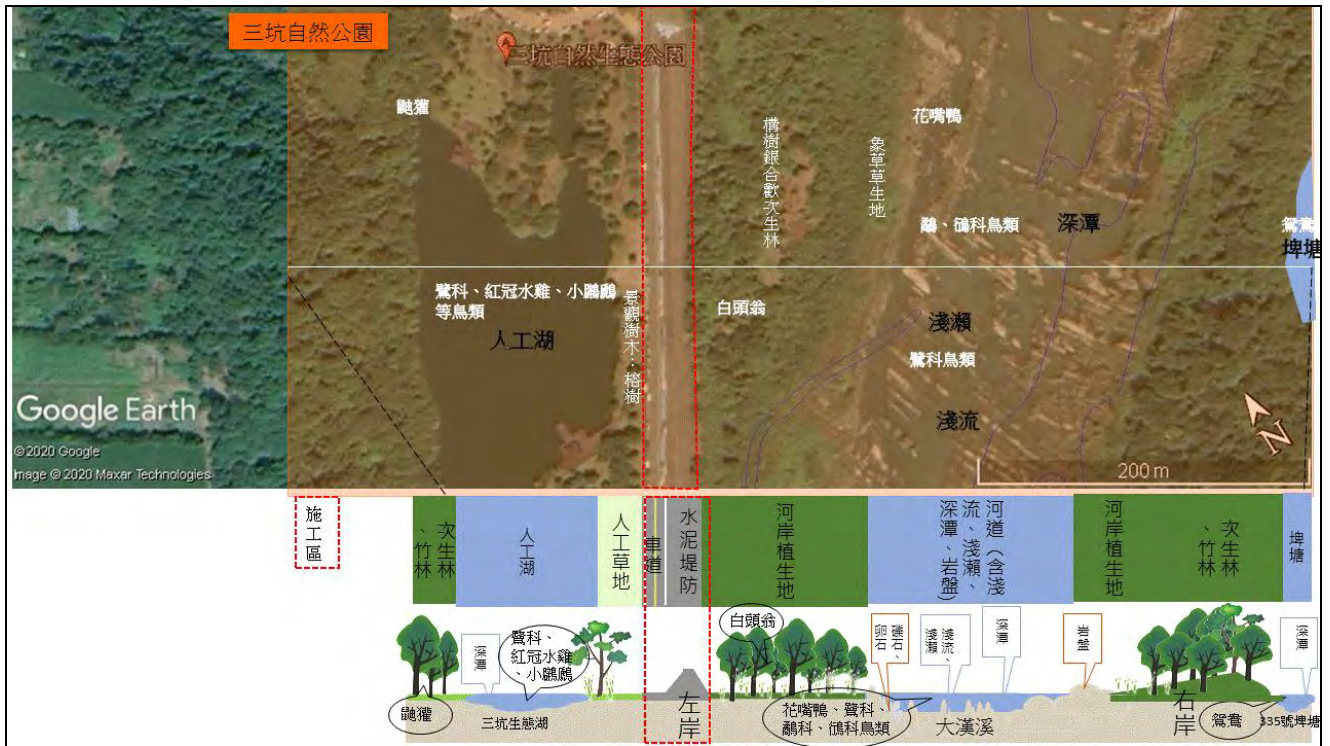 三坑自然公園
三坑自然生態公園
鼬獾
花嘴鴨
構樹銀合歡次生林
象草草生地
鷸、鴴科鳥類
深潭
鴛鴦
埤塘
鷺科、紅冠水雞、小鸊鷉
等鳥類
人工湖
景觀樹木：榕樹
白頭翁
淺瀨
鷺科鳥類
淺流
Google Earth
© 2020 Google
Image © 2020 Maxar Technologies
N
200 m
施工區
次生林
、竹林
人工湖
人工草地
車道
水泥堤防
河岸植生地
河道（含淺
流、淺瀨、
深潭、岩盤）
河岸植生地
次生林
、竹林
埤塘
深潭
鷺科、
紅冠水雞
、小鸊鷉
白頭翁
礫石、
卵石
淺流、
淺瀨
深潭
岩盤
深潭
鼬獾
三坑生態湖
左岸
花嘴鴨、鷺科、
鷸科、鴴科鳥類
大漢溪
右岸
鴛鴦
335號埤塘